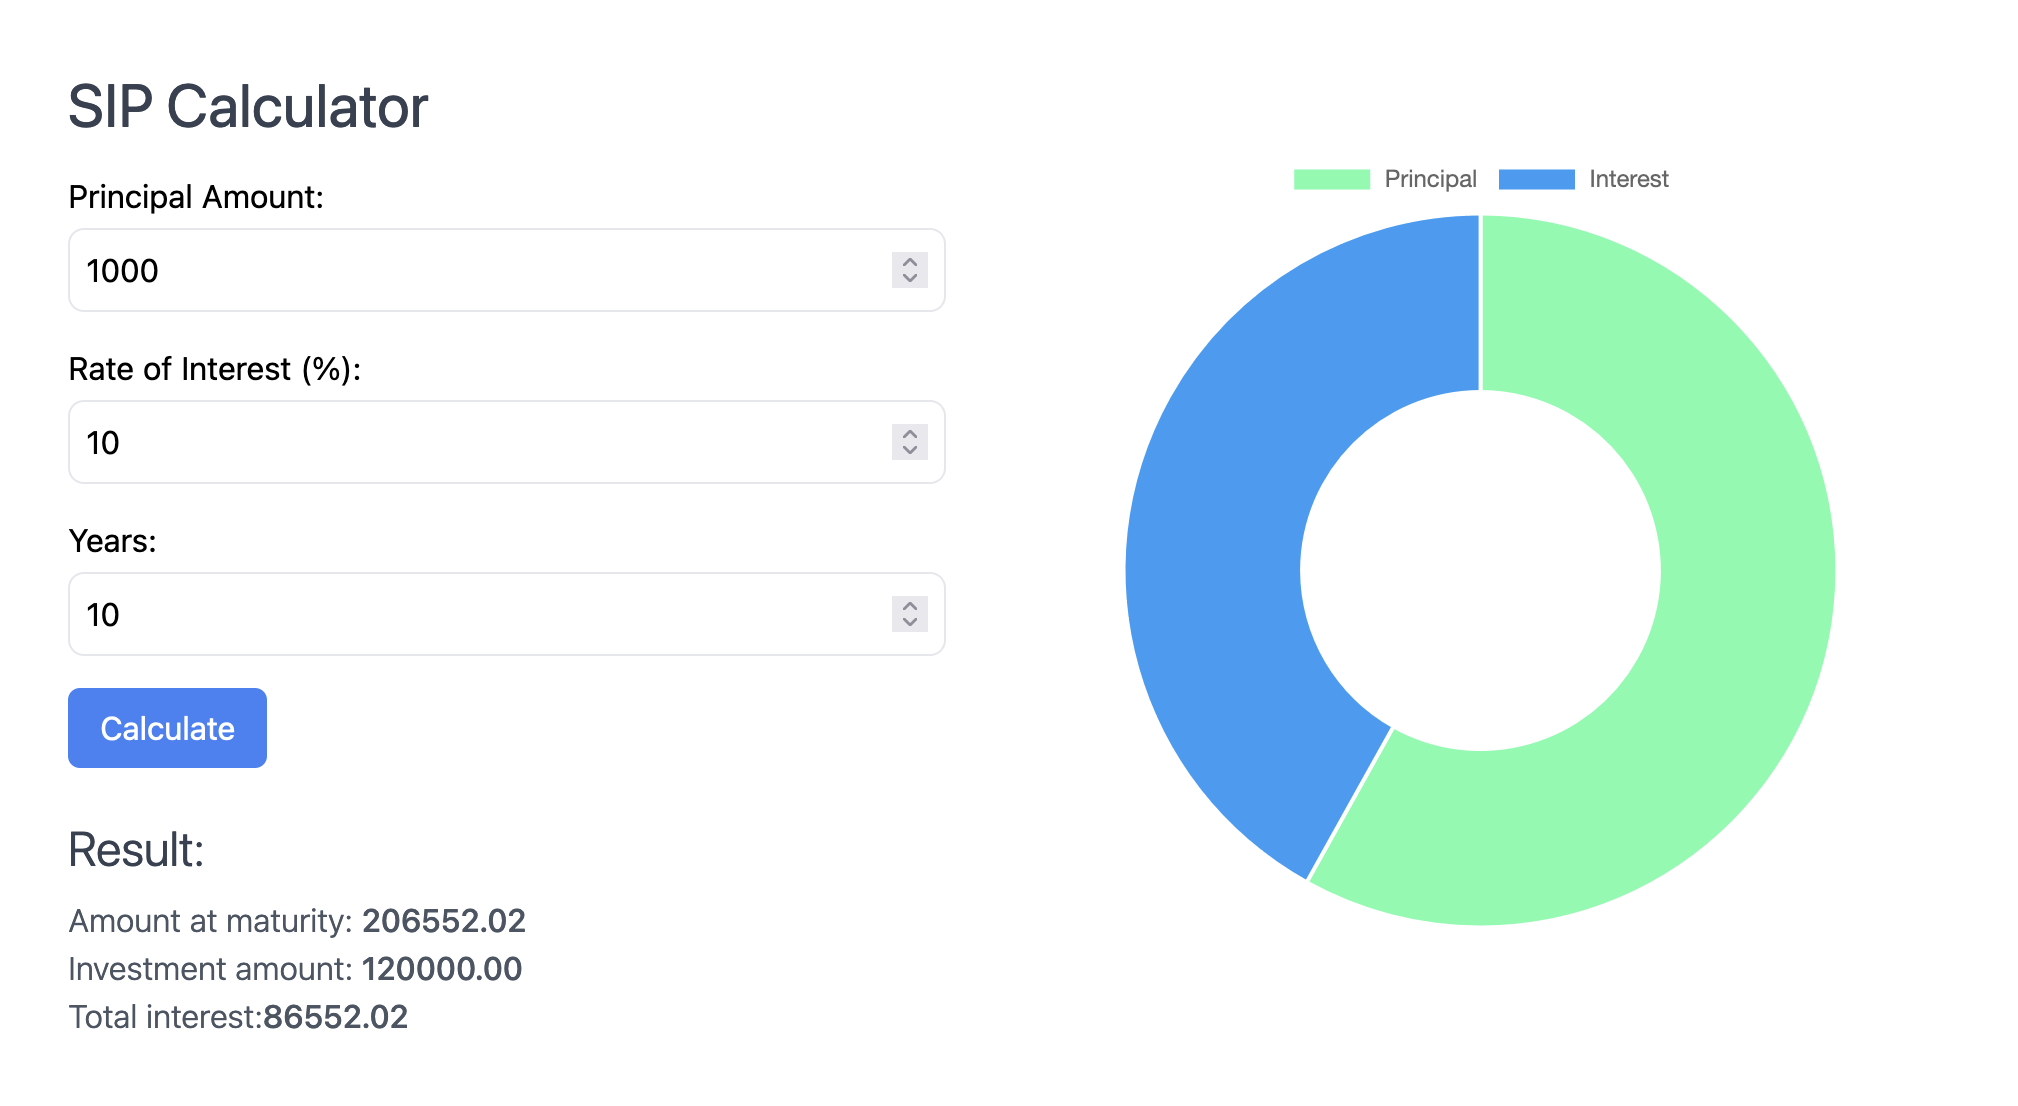 SIP Calculator
Principal Amount:
1000
Rate of Interest (%):
10
Years:
10
Calculate
Result:
Amount at maturity: 206552.02
Investment amount: 120000.00
Total interest:86552.02
Principal Interest